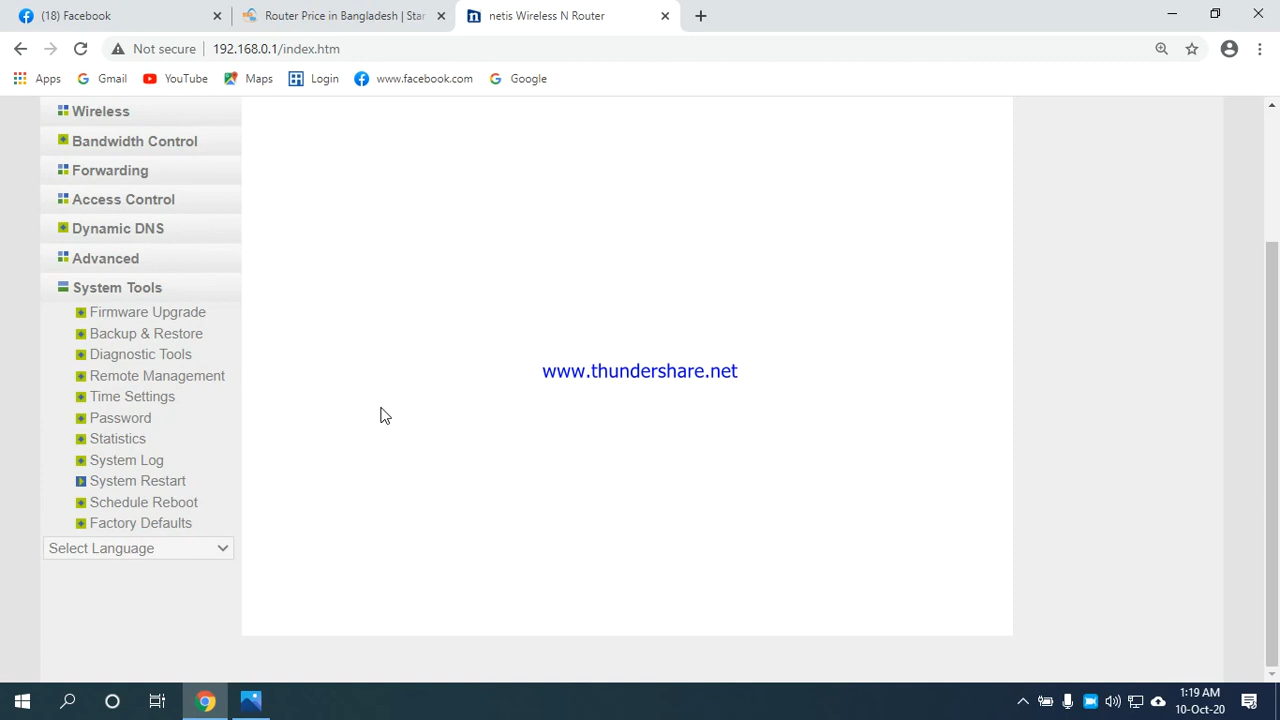 (18) Facebook
Router Price in Bangladesh | Star
netis Wireless N Router
Not secure
192.168.0.1/index.htm
Apps
Gmail
YouTube
Maps
Login
www.facebook.com
Google
Wireless
Bandwidth Control
Forwarding
Access Control
Dynamic DNS
Advanced
System Tools
Firmware Upgrade
Backup & Restore
Diagnostic Tools
Remote Management
Time Settings
Password
Statistics
System Log
System Restart
Schedule Reboot
Factory Defaults
Select Language
www.thundershare.net
1:19 AM
10-Oct-20